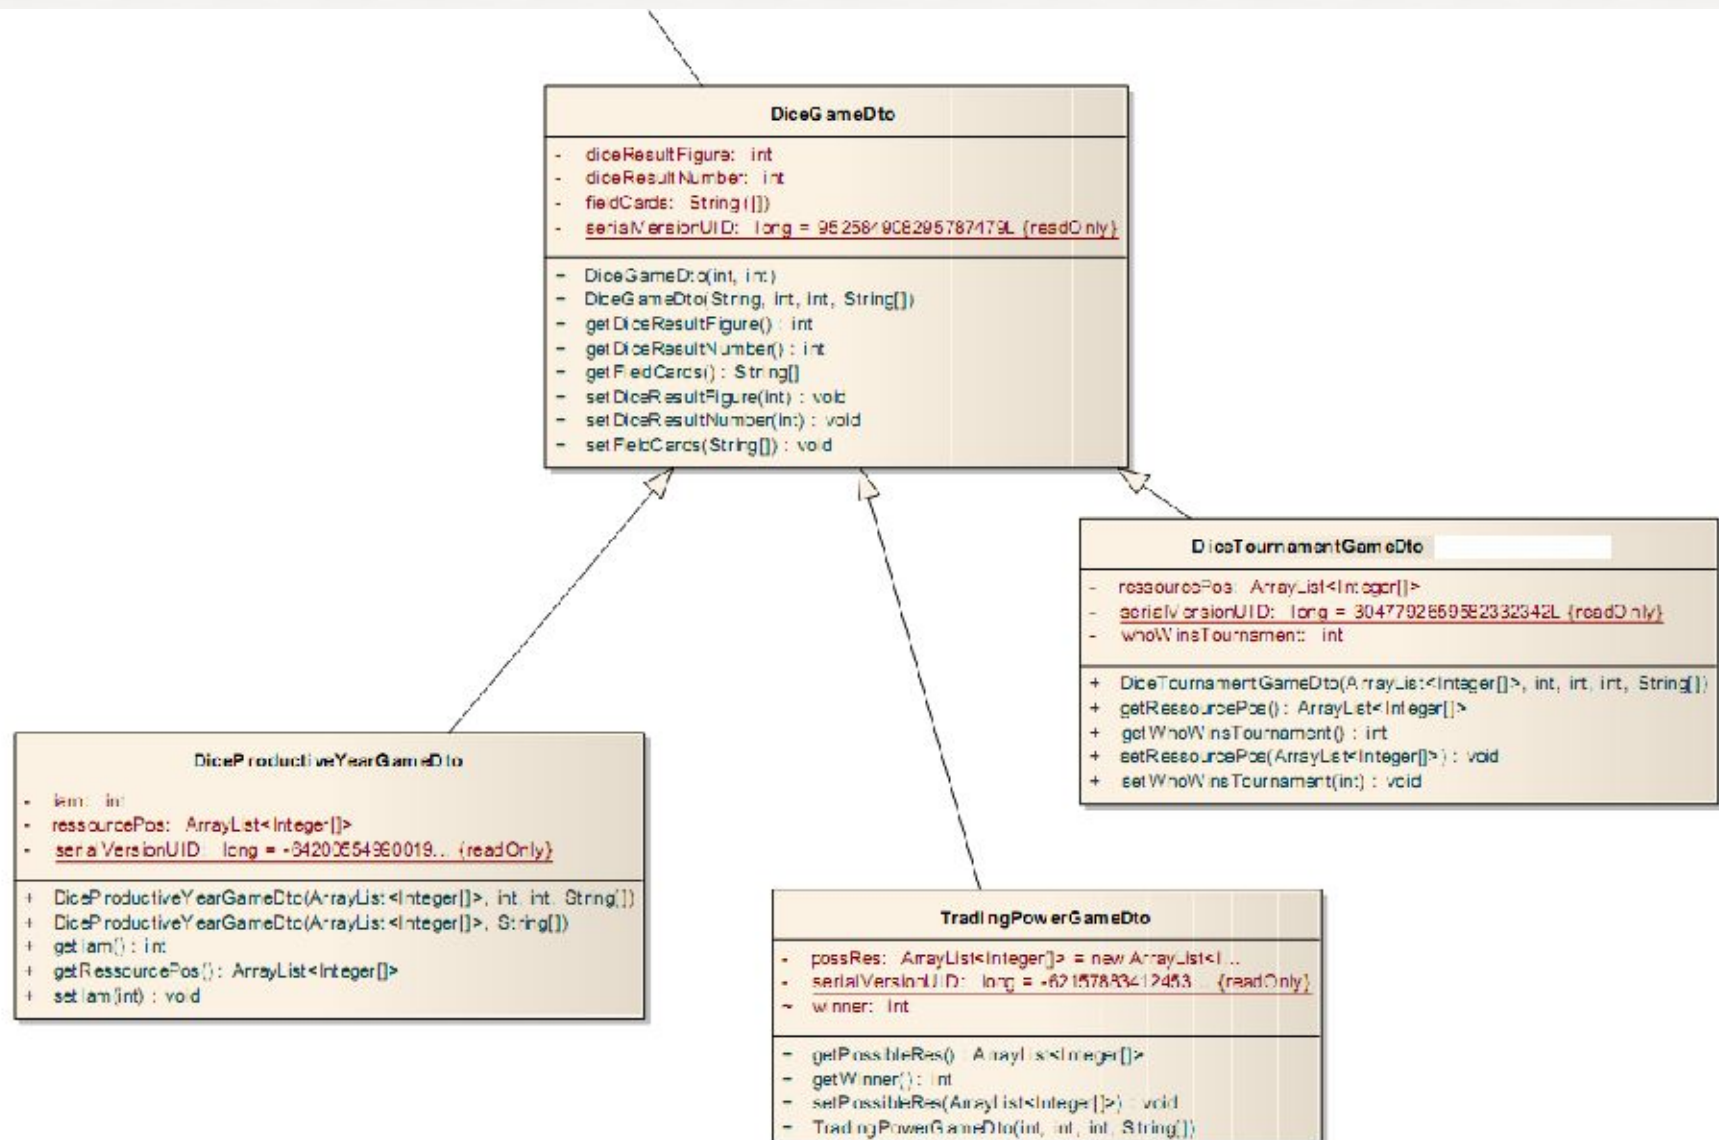 DiceGameDto
- diceResultFigure: int
- diceResultNumber: int
- fieldCards: String ([])
- serialVersionUID: long = 952584908295787479L {readOnly}
+ DiceGameDto(int, int)
+ DiceGameDto(String, int, int, String[])
+ getDiceResultFigure() : int
+ getDiceResultNumber() : int
+ getFieldCards() : String[]
+ setDiceResultFigure(int) : void
+ setDiceResultNumber(int) : void
+ setFieldCards(String[]) : void
DiceTournamentGameDto
- ressourcePos: ArrayList<Integer[]>
- serialVersionUID: long = 3047792659582332342L {readOnly}
- whoWinsTournament: int
+ DiceTournamentGameDto(ArrayList<Integer[]>, int, int, int, String[])
+ getRessourcePos() : ArrayList<Integer[]>
+ getWhoWinsTournament() : int
+ setRessourcePos(ArrayList<Integer[]>) : void
+ setWhoWinsTournament(int) : void
DiceProductiveYearGameDto
- iam: int
- ressourcePos: ArrayList<Integer[]>
- serialVersionUID: long = -64200554990019... {readOnly}
+ DiceProductiveYearGameDto(ArrayList<Integer[]>, int, int, String[])
+ DiceProductiveYearGameDto(ArrayList<Integer[]>, String[])
+ getIam() : int
+ getRessourcePos() : ArrayList<Integer[]>
+ setIam(int) : void
TradingPowerGameDto
- possRes: ArrayList<Integer[]> = new ArrayList<I...
- serialVersionUID: long = -62157883412453... {readOnly}
~ winner: int
+ getPossibleRes() : ArrayList<Integer[]>
+ getWinner() : int
+ setPossibleRes(ArrayList<Integer[]>) : void
+ TradingPowerGameDto(int, int, int, String[])